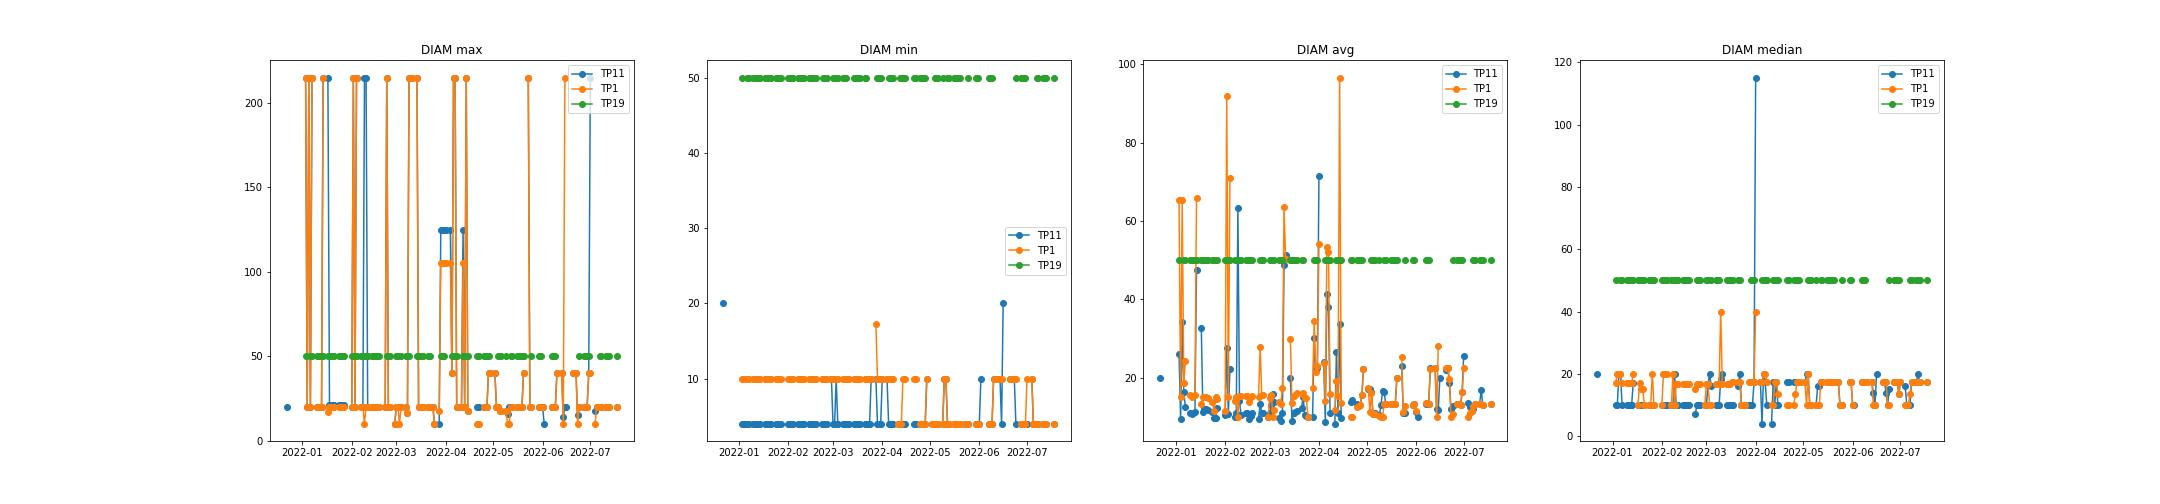 DIAM max
200
150
100
50
0
2022-01 2022-02 2022-03 2022-04 2022-05 2022-06 2022-07
TP11
TP1
TP19
DIAM min
50
40
30
20
10
2022-01 2022-02 2022-03 2022-04 2022-05 2022-06 2022-07
TP11
TP1
TP19
DIAM avg
100
80
60
40
20
2022-01 2022-02 2022-03 2022-04 2022-05 2022-06 2022-07
TP11
TP1
TP19
DIAM median
120
100
80
60
40
20
0
2022-01 2022-02 2022-03 2022-04 2022-05 2022-06 2022-07
TP11
TP1
TP19